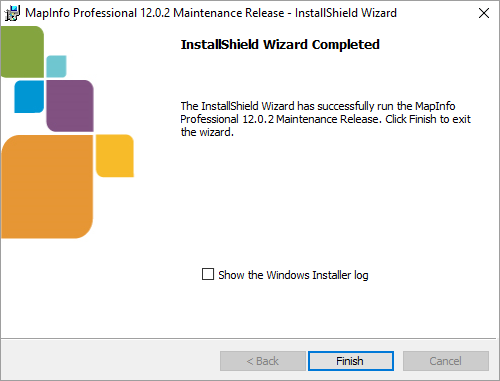 MapInfo Professional 12.0.2 Maintenance Release - InstallShield Wizard
InstallShield Wizard Completed
The InstallShield Wizard has successfully run the MapInfo
Professional 12.0.2 Maintenance Release. Click Finish to exit
the wizard.
Show the Windows Installer log
< Back
Finish
Cancel